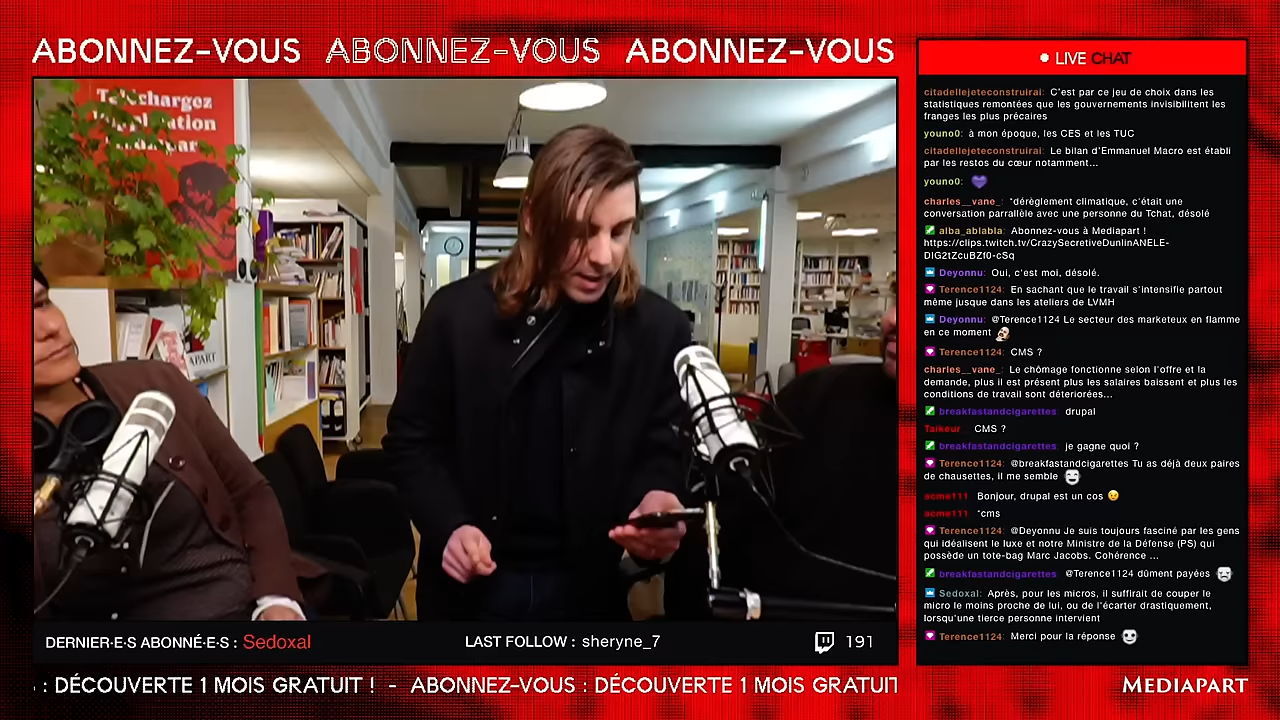 ABONNEZ-VOUS ABONNEZ-VOUS ABONNEZ-VOUS
Téléchargez
l'application
Mediapart
APART
DERNIER·E·S ABONNÉ·E·S : Sedoxal
LAST FOLLOW : sheryne_7
191
: DÉCOUVERTE 1 MOIS GRATUIT ! - ABONNEZ-VOUS : DÉCOUVERTE 1 MOIS GRATUIT
LIVE CHAT
citadellejeteconstruirai: C'est par ce jeu de choix dans les
statistiques remontées que les gouvernements invisibilitent les
franges les plus précaires
youno0: à mon époque, les CES et les TUC
citadellejeteconstruirai: Le bilan d'Emmanuel Macro est établi
par les restos du cœur notamment...
youno0: 💜
charles__vane_: "dérèglement climatique, c'était une
conversation parrallèle avec une personne du Tchat, désolé
alba_ablabla: Abonnez-vous à Mediapart !
https://clips.twitch.tv/CrazySecretiveDunlinANELE-
DIG2tZcuBZf0-cSq
Deyonnu: Oui, c'est moi, désolé.
Terence1124: En sachant que le travail s'intensifie partout
même jusque dans les ateliers de LVMH
Deyonnu: @Terence1124 Le secteur des marketeux en flamme
en ce moment
Terence1124: CMS ?
charles__vane_: Le chômage fonctionne selon l'offre et la
demande, plus il est présent plus les salaires baissent et plus les
conditions de travail sont déteriorées...
breakfastandcigarettes: drupal
Taikeur CMS ?
breakfastandcigarettes: je gagne quoi ?
Terence1124: @breakfastandcigarettes Tu as déjà deux paires
de chausettes, il me semble
acme111 Bonjour, drupal est un cos 😉
acme111 *cms
Terence1124: @Deyonnu Je suis toujours fasciné par les gens
qui idéalisent le luxe et notre Ministre de la Défense (PS) qui
possède un tote-bag Marc Jacobs. Cohérence ...
breakfastandcigarettes: @Terence1124 dûment payées
Sedoxal: Après, pour les micros, il suffirait de couper le
micro le moins proche de lui, ou de l'écarter drastiquement,
lorsqu'une tierce personne intervient
Terence1124: Merci pour la réponse
MEDIAPART